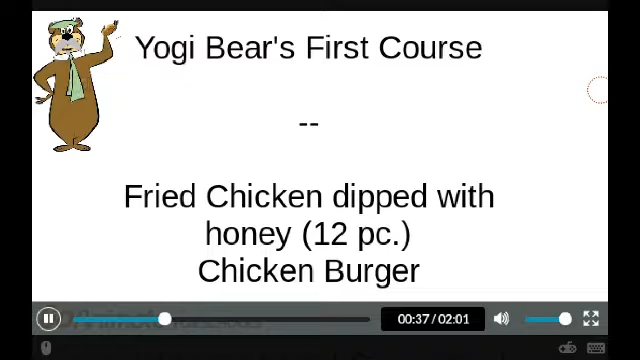 Yogi Bear's First Course
--
Fried Chicken dipped with
honey (12 pc.)
Chicken Burger
00:37 / 02:01